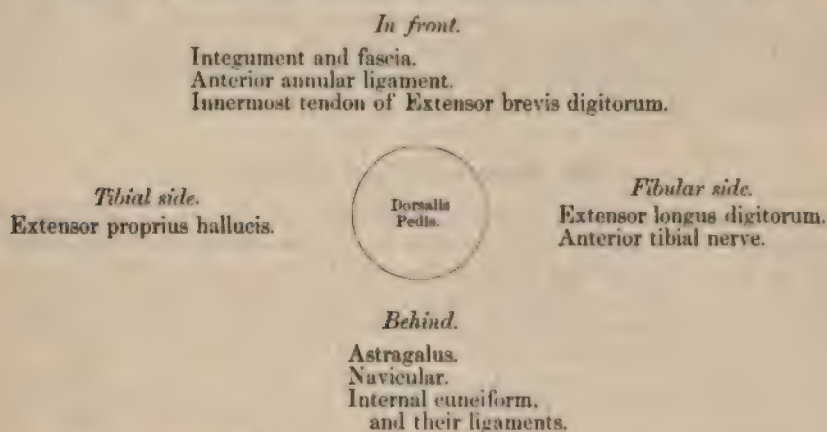 In front.
Integument and fascia.
Anterior annular ligament.
Innermost tendon of Extensor brevis digitorum.
Tibial side.
Extensor proprius hallucis.
Dorsalis
Pedis.
Fibular side.
Extensor longus digitorum.
Anterior tibial nerve.
Behind.
Astragalus.
Navicular.
Internal cuneiform,
and their ligaments.